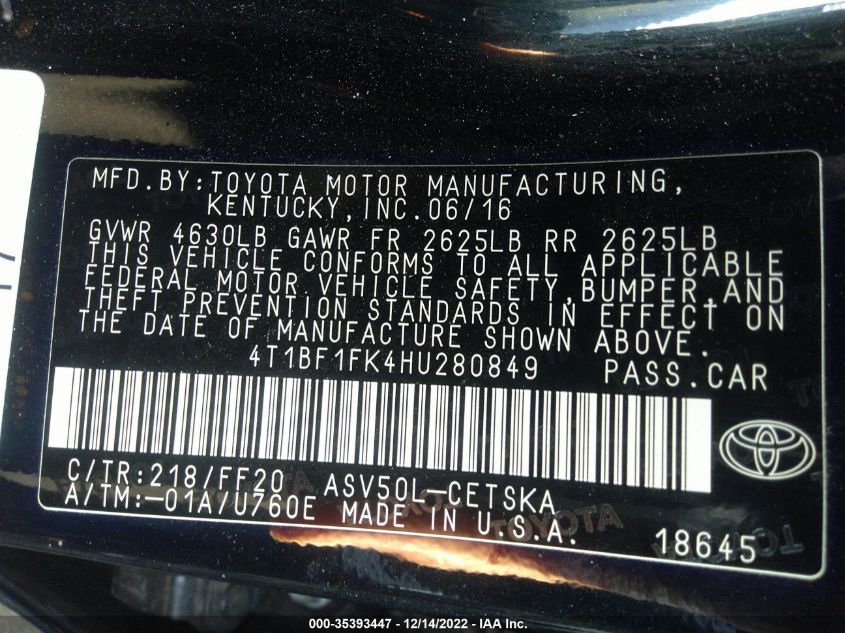 MFD.BY:TOYOTA MOTOR MANUFACTURING,
KENTUCKY,INC.06/16
GVWR 4630LB GAWR FR 2625LB RR 2625LB
THIS VEHICLE CONFORMS TO ALL APPLICABLE
FEDERAL MOTOR VEHICLE SAFETY,BUMPER,AND
THEFT PREVENTION STANDARDS IN EFFECT ON
THE DATE OF MANUFACTURE SHOWN ABOVE.
4T1BF1FK4HU280849 PASS.CAR
C/TR:218/FF20 ASV50L-CETSKA
A/TM:-01A/U760E MADE IN U.S.A.
TOYOTA
18645
000-35393447 - 12/14/2022 - IAA Inc.